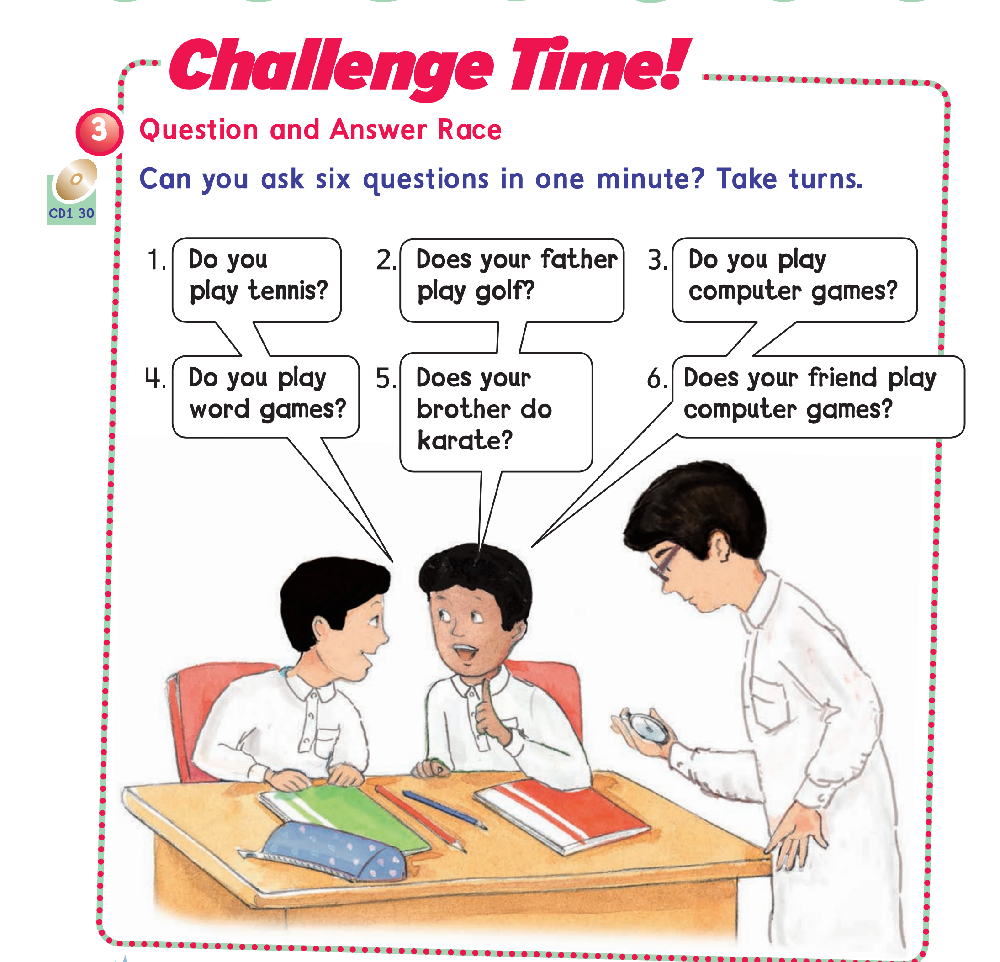 Challenge Time!
3
Question and Answer Race
Can you ask six questions in one minute? Take turns.
CD1 30
1. Do you
play tennis?
2. Does your father
play golf?
3. Do you play
computer games?
4. Do you play
word games?
5. Does your
brother do
karate?
6. Does your friend play
computer games?